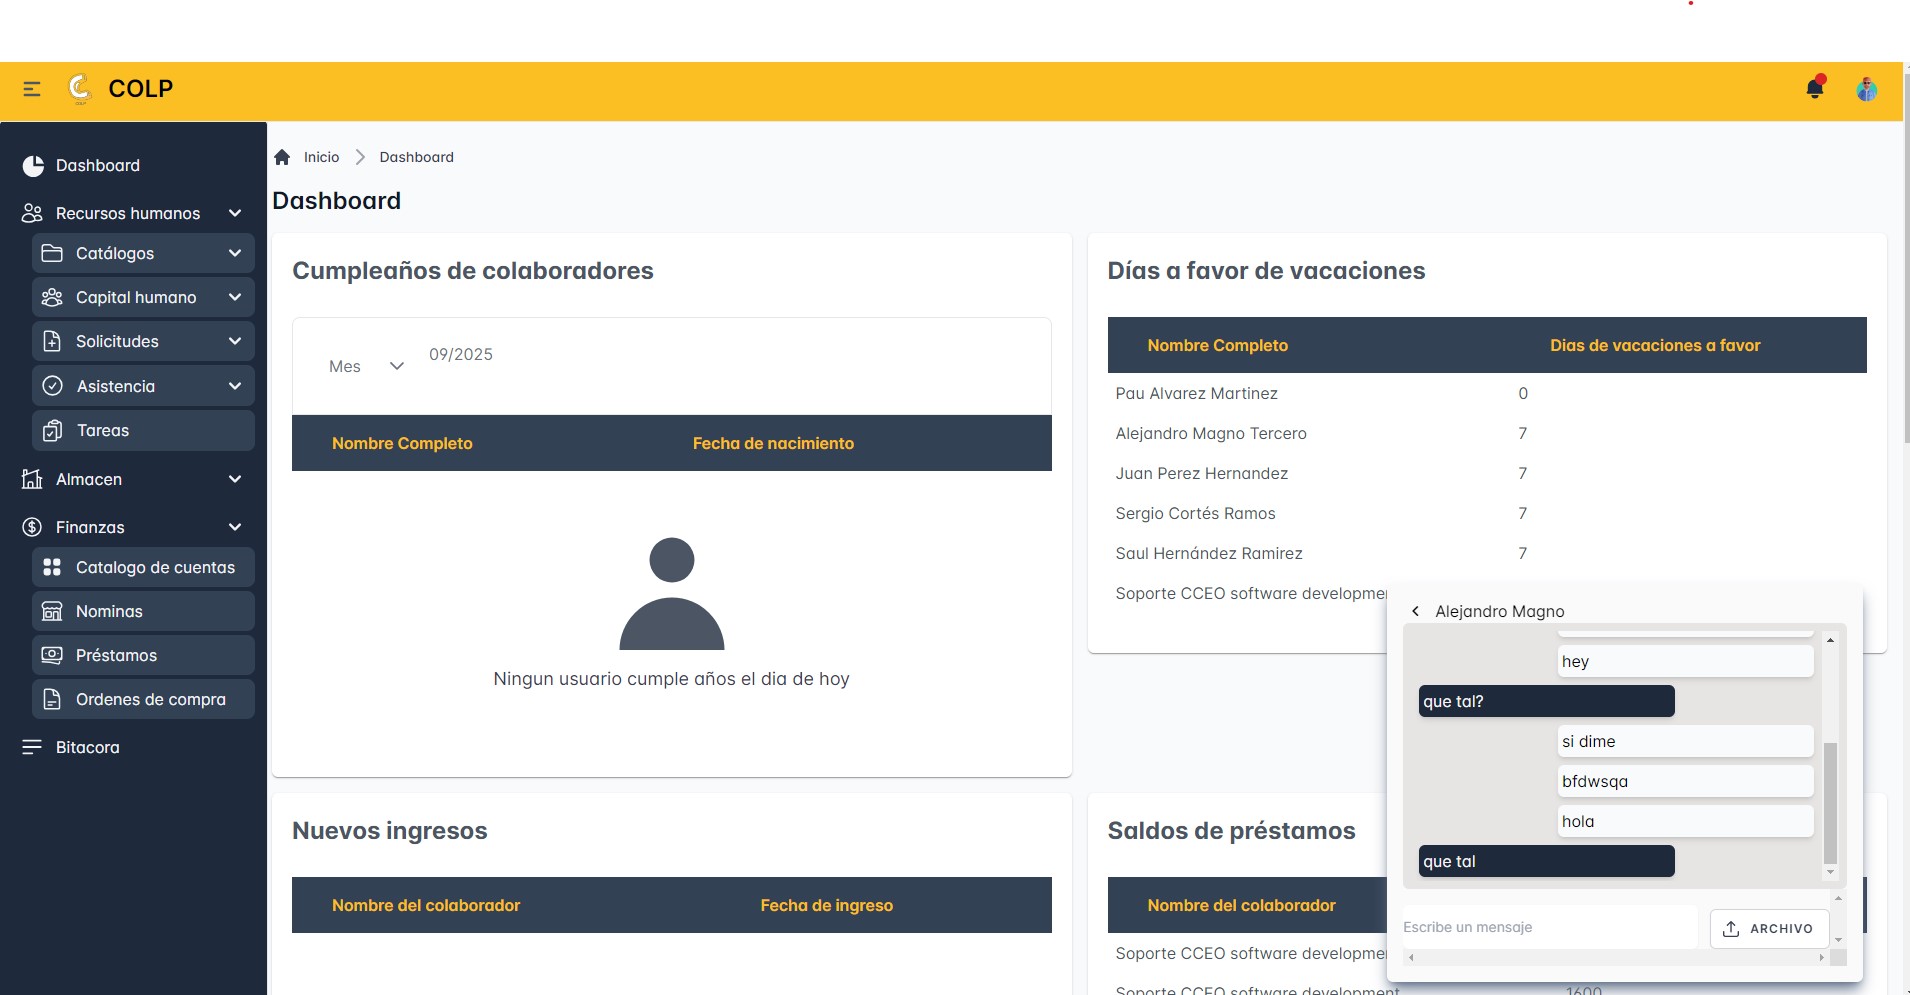 COLP
Dashboard
Recursos humanos
Catálogos
Capital humano
Solicitudes
Asistencia
Tareas
Almacen
Finanzas
Catalogo de cuentas
Nominas
Préstamos
Ordenes de compra
Bitacora
Inicio Dashboard
Dashboard
Cumpleaños de colaboradores
Mes 09/2025
Nombre Completo Fecha de nacimiento
Ningun usuario cumple años el dia de hoy
Días a favor de vacaciones
Nombre Completo Dias de vacaciones a favor
Pau Alvarez Martinez 0
Alejandro Magno Tercero 7
Juan Perez Hernandez 7
Sergio Cortés Ramos 7
Saul Hernández Ramirez 7
Soporte CCEO software developme
Nuevos ingresos
Nombre del colaborador Fecha de ingreso
Saldos de préstamos
Nombre del colaborador
Soporte CCEO software developme
Soporte CCEO software development 1600
Alejandro Magno
hey
que tal?
si dime
bfdwsqa
hola
que tal
Escribe un mensaje ARCHIVO